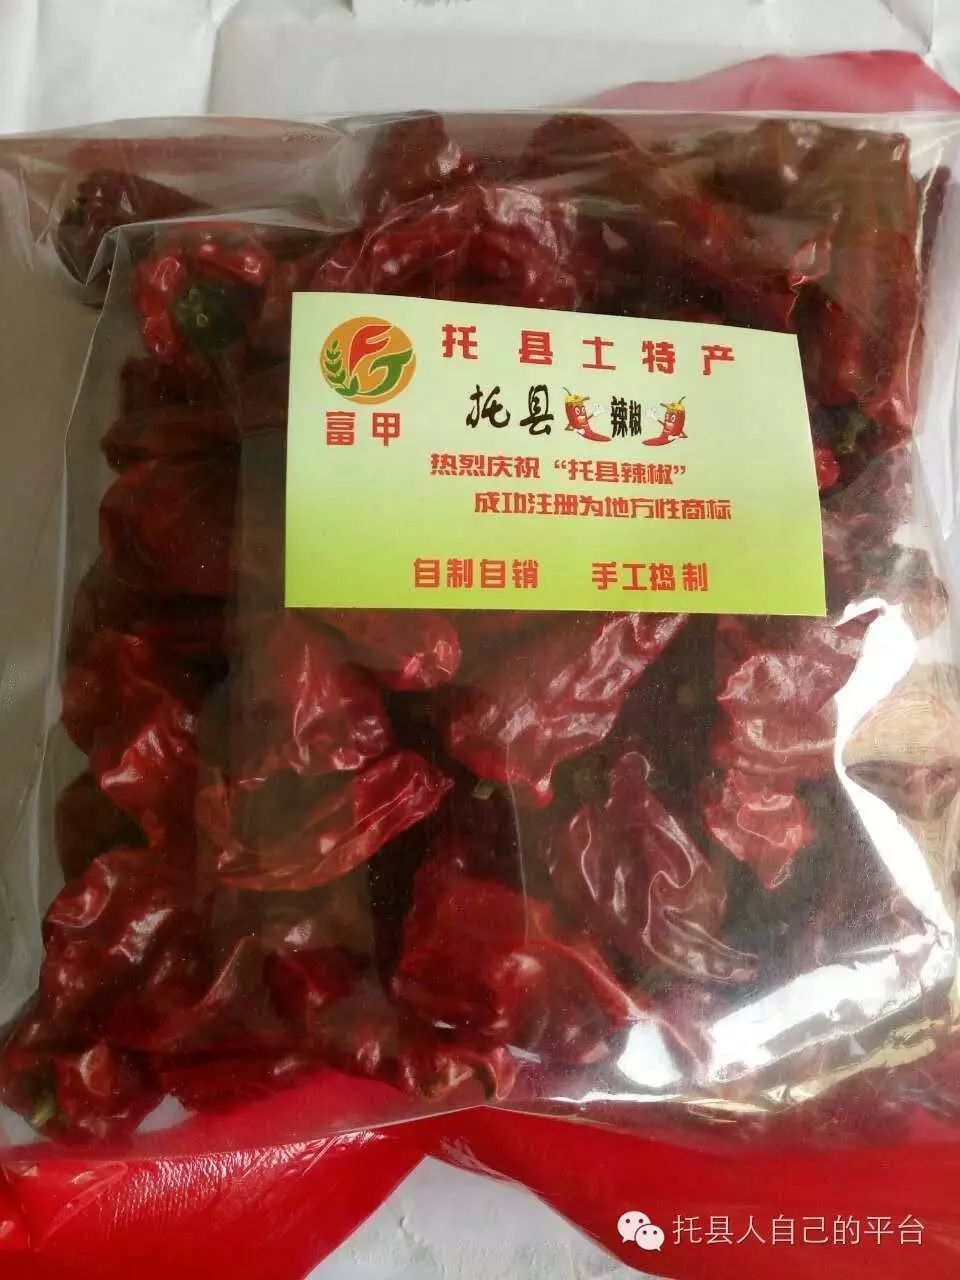 托县土特产
富甲
托县辣椒
热烈庆祝“托县辣椒”
成功注册为地方性商标
自制自销 手工捣制
托县人自己的平台